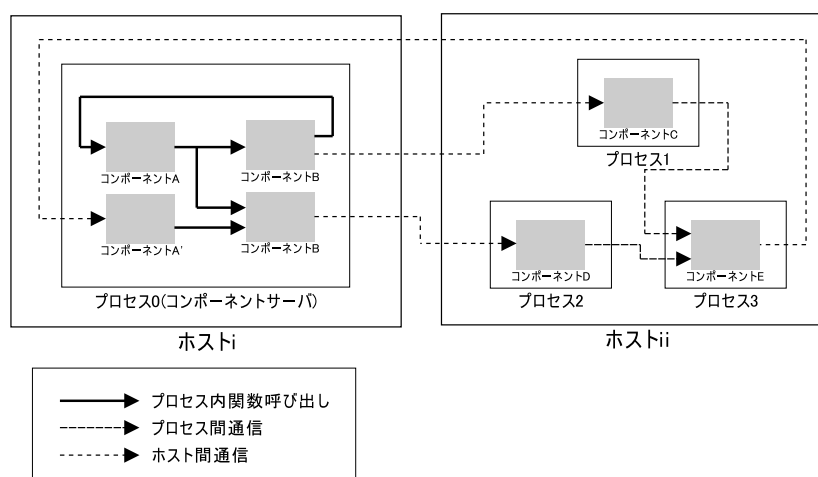 コンポーネントA
コンポーネントB
コンポーネントA'
コンポーネントB
プロセス0(コンポーネントサーバ)
ホストi
コンポーネントC
プロセス1
コンポーネントD
プロセス2
コンポーネントE
プロセス3
ホストii
プロセス内関数呼び出し
プロセス間通信
ホスト間通信